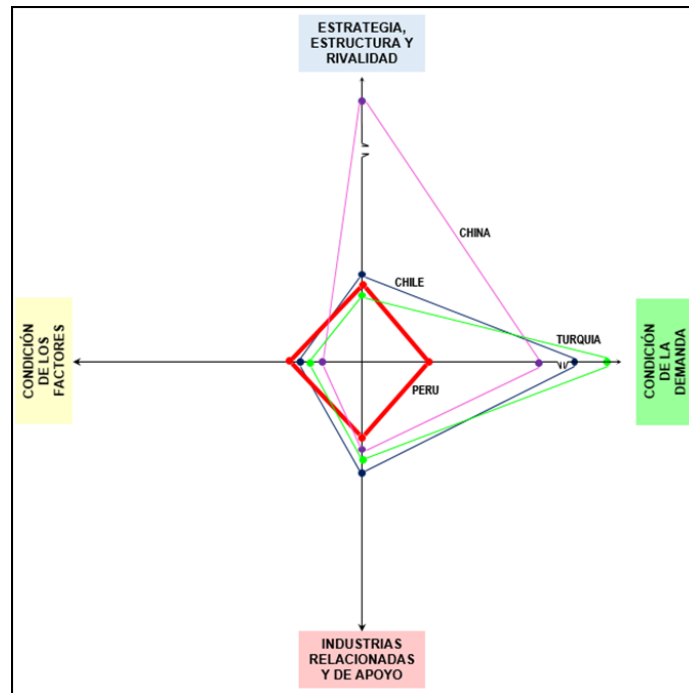 ESTRATEGIA,
ESTRUCTURA Y
RIVALIDAD
CHINA
CHILE
TURQUIA
PERU
CONDICIÓN
DE LOS
FACTORES
CONDICIÓN
DE LA
DEMANDA
INDUSTRIAS
RELACIONADAS
Y DE APOYO